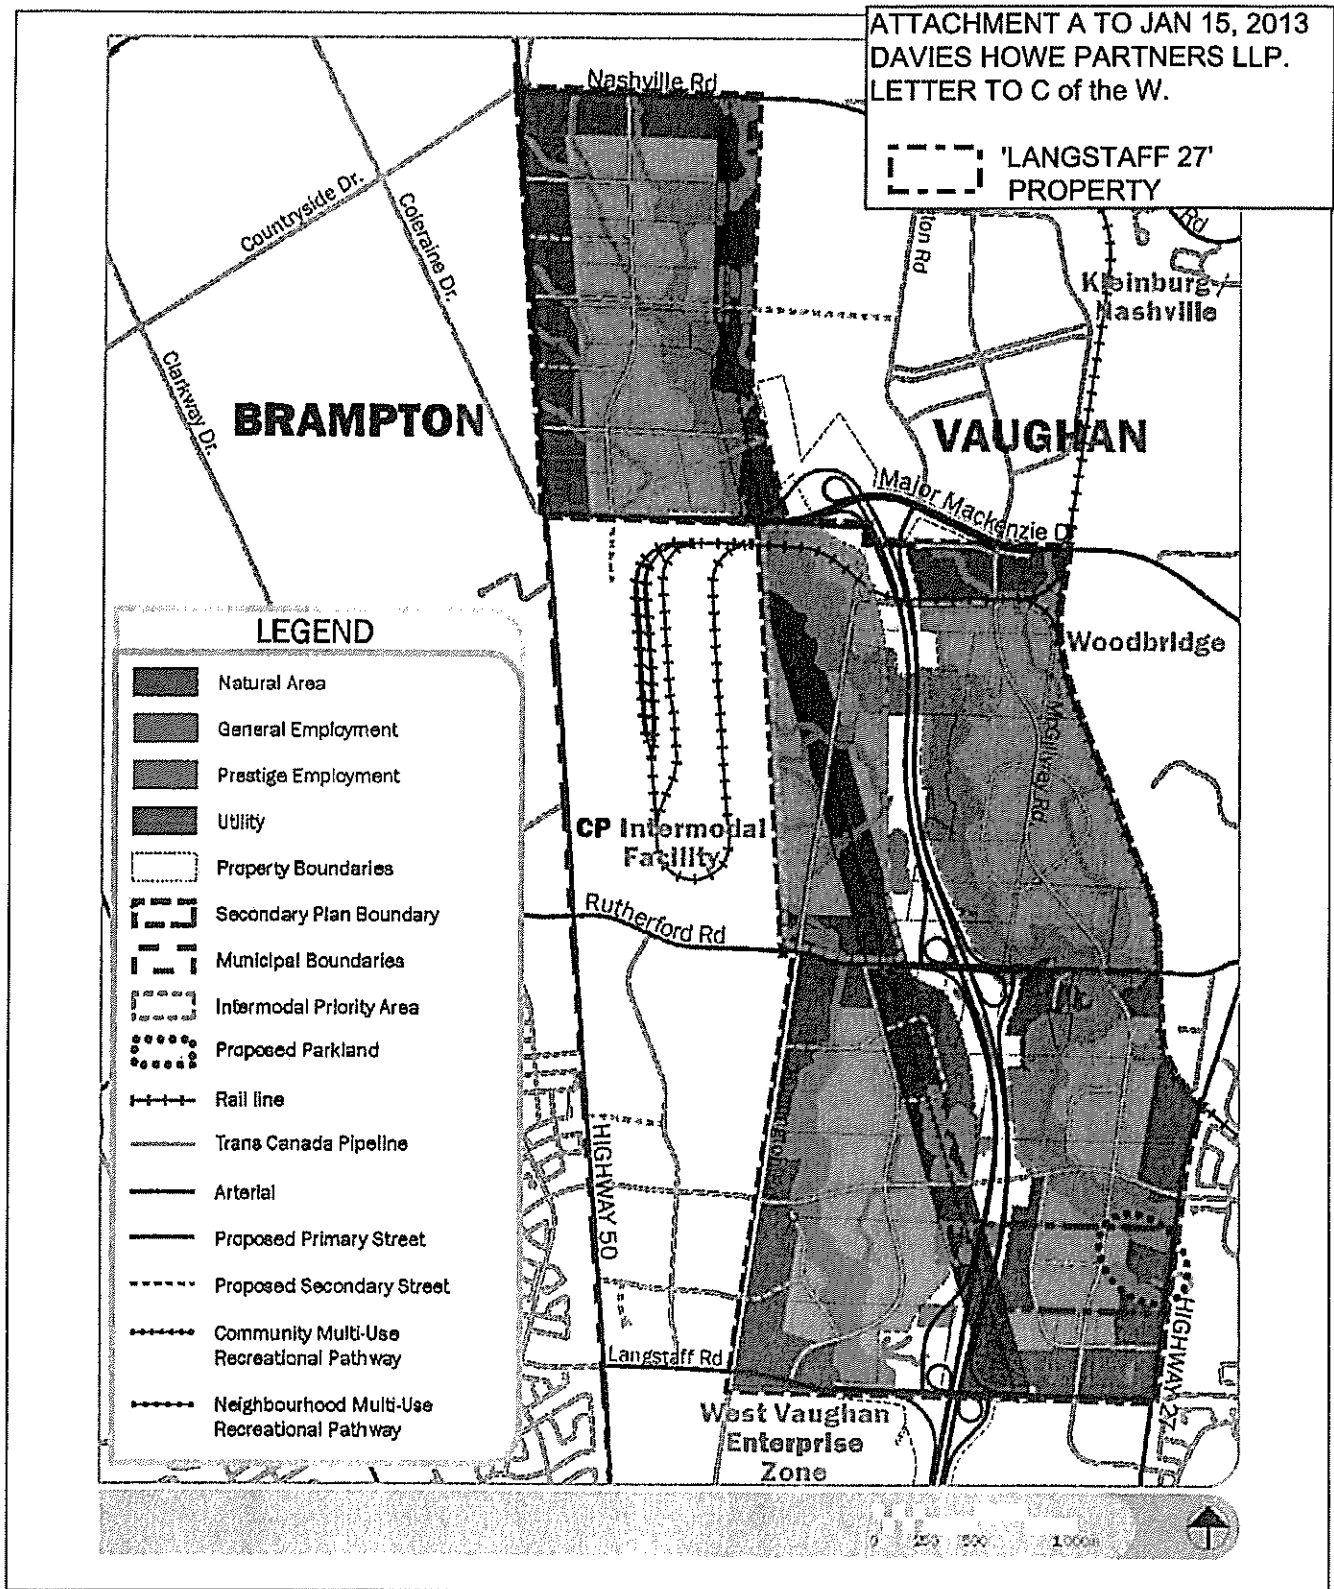 ATTACHMENT A TO JAN 15, 2013
DAVIES HOWE PARTNERS LLP.
LETTER TO C of the W.
'LANGSTAFF 27'
PROPERTY
Nashville Rd
Countryside Dr.
Coleraine Dr.
Clarkway Dr.
ton Rd
Rd
Kleinburg-
Nashville
BRAMPTON
VAUGHAN
Major Mackenzie D
Woodbridge
McGillivray Rd.
CP Intermodal
Facility
Rutherford Rd
HIGHWAY 50
Langstaff Rd
HIGHWAY 27
West Vaughan
Enterprise
Zone
LEGEND
Natural Area
General Employment
Prestige Employment
Utility
Property Boundaries
Secondary Plan Boundary
Municipal Boundaries
Intermodal Priority Area
Proposed Parkland
Rail line
Trans Canada Pipeline
Arterial
Proposed Primary Street
Proposed Secondary Street
Community Multi-Use
Recreational Pathway
Neighbourhood Multi-Use
Recreational Pathway
0 250 500 1000m